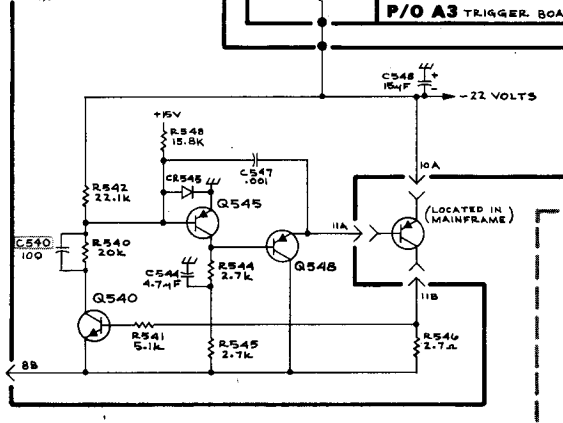 P/O A3 TRIGGER BOA
C548
15µF
+
-
-22 VOLTS
+15V
R548
15.8K
C547
.001
10A
CR545
R542
22.1K
Q545
(LOCATED IN
MAINFRAME)
11A
C540
100
R540
20K
C544
4.7µF
R544
2.7K
Q548
11B
Q540
R541
5.1K
R545
2.7K
R546
2.7Ω
8B